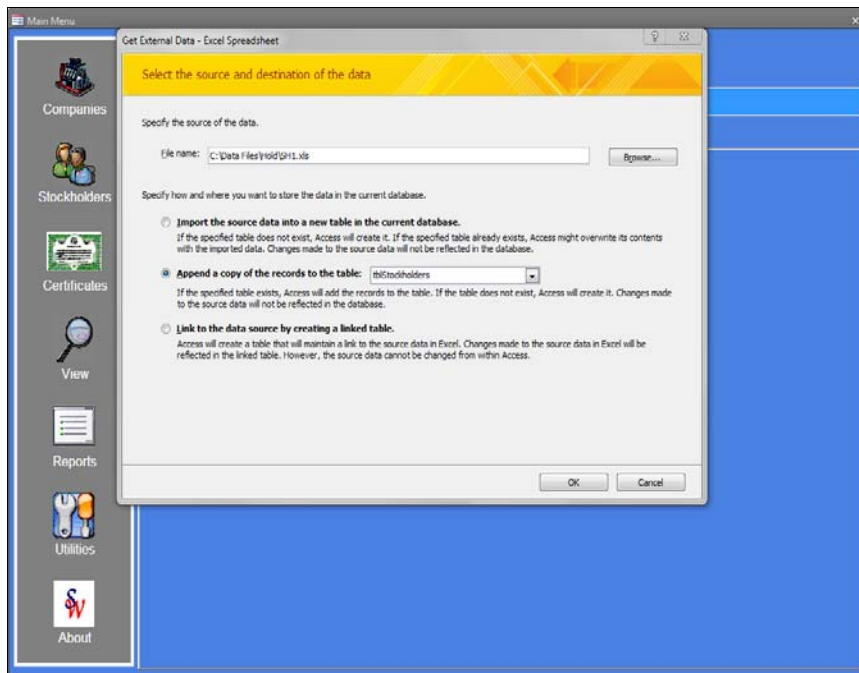 Main Menu
Get External Data - Excel Spreadsheet
Select the source and destination of the data
Companies
Specify the source of the data.
File name: C:\Data Files\Hold\SH1.xls Browse...
Stockholders
Specify how and where you want to store the data in the current database.
Import the source data into a new table in the current database.
If the specified table does not exist, Access will create it. If the specified table already exists, Access might overwrite its contents
with the imported data. Changes made to the source data will not be reflected in the database.
Append a copy of the records to the table: tblStockholders
Certificates
If the specified table exists, Access will add the records to the table. If the table does not exist, Access will create it. Changes made
to the source data will not be reflected in the database.
Link to the data source by creating a linked table.
Access will create a table that will maintain a link to the source data in Excel. Changes made to the source data in Excel will be
reflected in the linked table. However, the source data cannot be changed from within Access.
View
Reports
OK Cancel
Utilities
SW
About